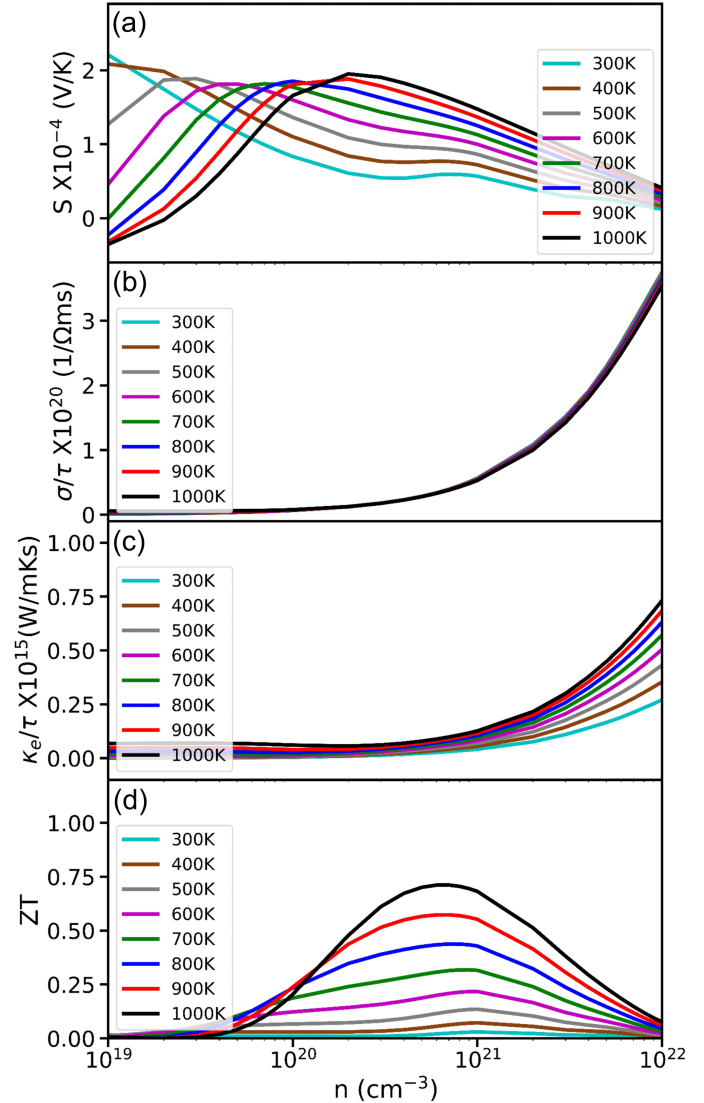 (a)
S X10⁻⁴ (V/K)
2
1
0
300K
400K
500K
600K
700K
800K
900K
1000K
(b)
σ/τ X10²⁰ (1/Ωms)
3
2
1
0
300K
400K
500K
600K
700K
800K
900K
1000K
(c)
κₑ/τ X10¹⁵(W/mKs)
1.00
0.75
0.50
0.25
0.00
300K
400K
500K
600K
700K
800K
900K
1000K
(d)
ZT
1.00
0.75
0.50
0.25
0.00
300K
400K
500K
600K
700K
800K
900K
1000K
10¹⁹ 10²⁰ 10²¹ 10²²
n (cm⁻³)